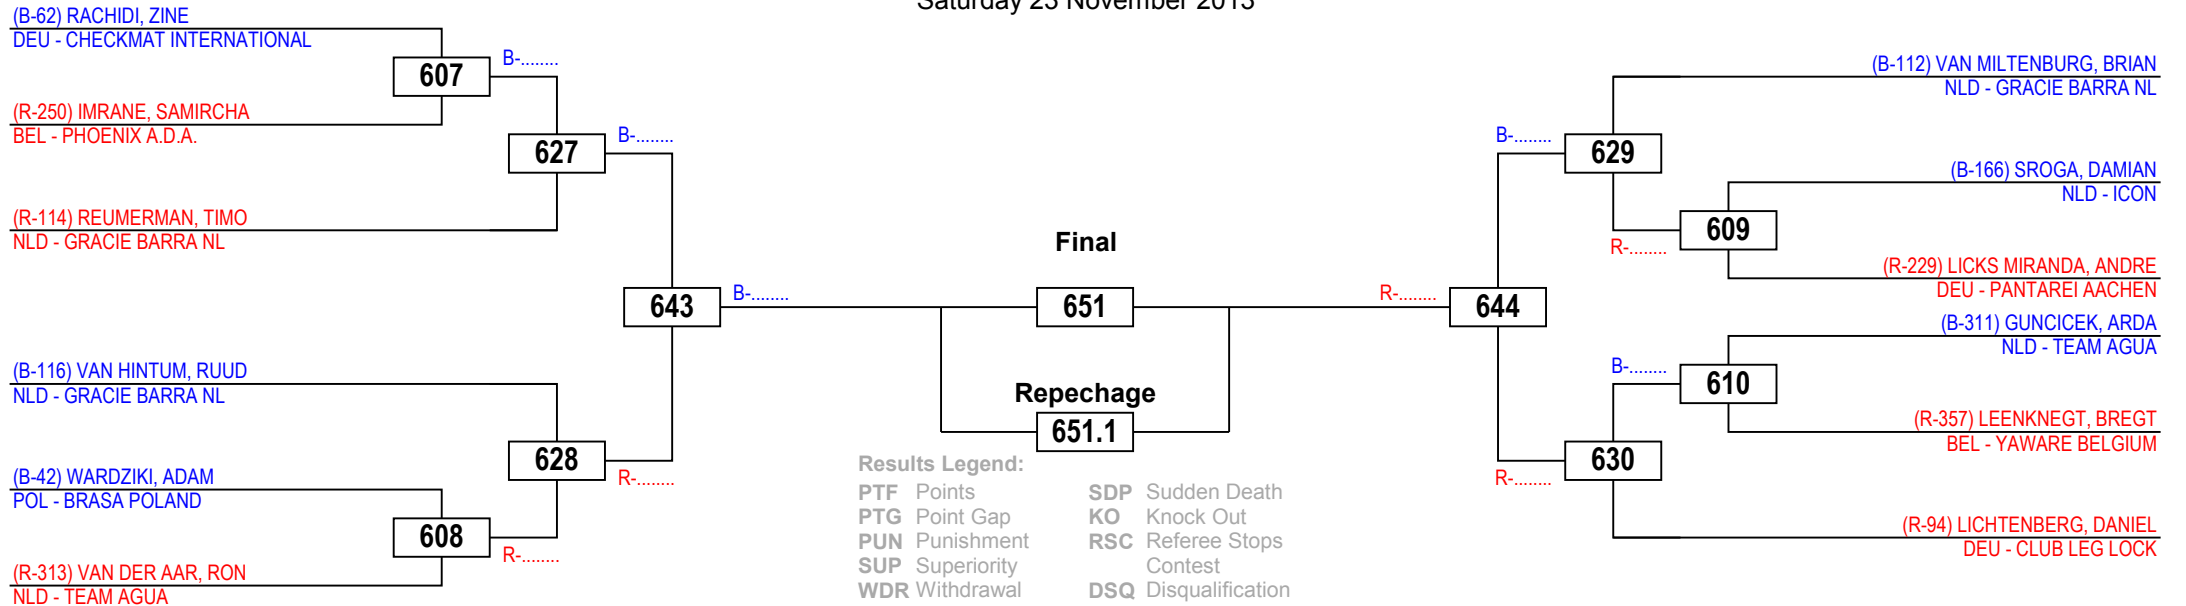 Saturday 23 November 2013
(B-62) RACHIDI, ZINE
DEU - CHECKMAT INTERNATIONAL
607
B-........
(R-250) IMRANE, SAMIRCHA
BEL - PHOENIX A.D.A.
627
B-........
(R-114) REUMERMAN, TIMO
NLD - GRACIE BARRA NL
643
B-........
(B-116) VAN HINTUM, RUUD
NLD - GRACIE BARRA NL
628
R-........
(B-42) WARDZIKI, ADAM
POL - BRASA POLAND
608
R-........
(R-313) VAN DER AAR, RON
NLD - TEAM AGUA
Final
651
Repechage
651.1
Results Legend:
PTF Points
PTG Point Gap
PUN Punishment
SUP Superiority
WDR Withdrawal
SDP Sudden Death
KO Knock Out
RSC Referee Stops
Contest
DSQ Disqualification
(B-112) VAN MILTENBURG, BRIAN
NLD - GRACIE BARRA NL
B-........
629
(B-166) SROGA, DAMIAN
NLD - ICON
609
R-........
(R-229) LICKS MIRANDA, ANDRE
DEU - PANTAREI AACHEN
R-........
644
(B-311) GUNCICEK, ARDA
NLD - TEAM AGUA
B-........
610
(R-357) LEENKNEGT, BREGT
BEL - YAWARE BELGIUM
630
R-........
(R-94) LICHTENBERG, DANIEL
DEU - CLUB LEG LOCK